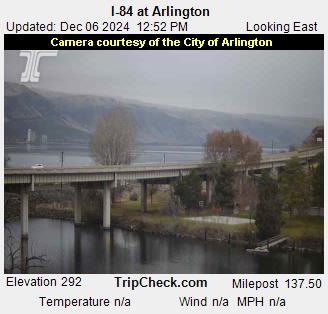 I-84 at Arlington
Updated: Dec 06 2024 12:52 PM Looking East
Camera courtesy of the City of Arlington
Elevation 292 TripCheck.com Milepost 137.50
Temperature n/a Wind n/a MPH n/a